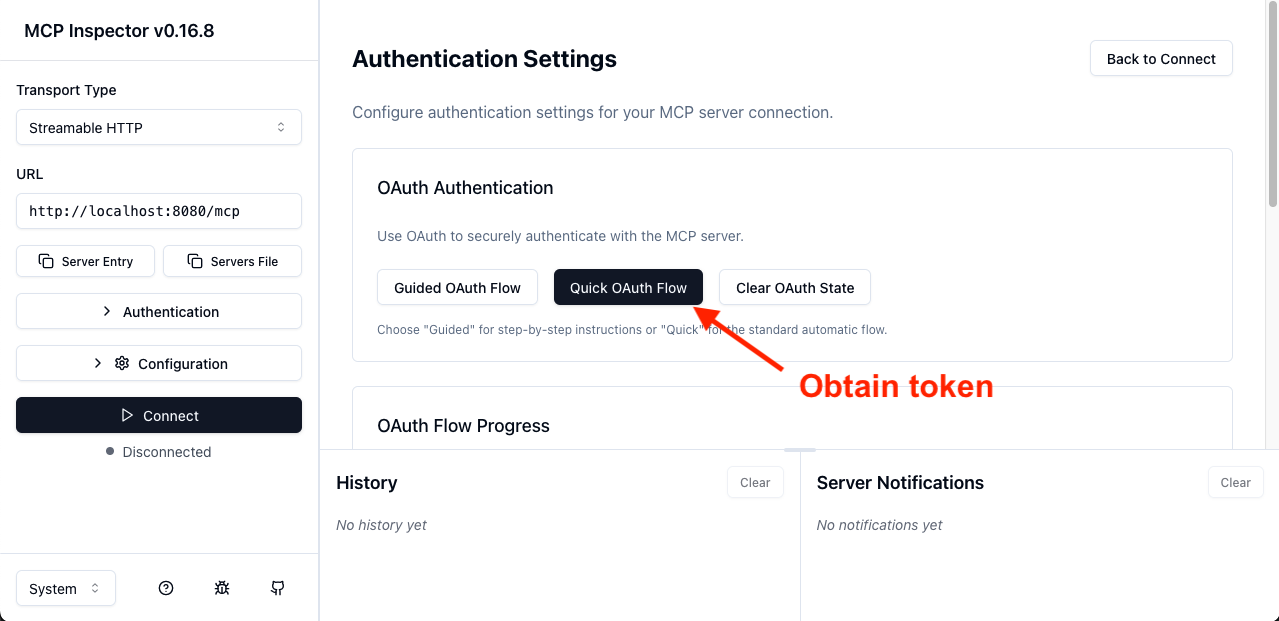 MCP Inspector v0.16.8
Transport Type
Streamable HTTP
URL
http://localhost:8080/mcp
Server Entry
Servers File
Authentication
Configuration
Connect
Disconnected
System
Authentication Settings
Back to Connect
Configure authentication settings for your MCP server connection.
OAuth Authentication
Use OAuth to securely authenticate with the MCP server.
Guided OAuth Flow
Quick OAuth Flow
Clear OAuth State
Choose "Guided" for step-by-step instructions or "Quick" for the standard automatic flow.
Obtain token
OAuth Flow Progress
History
Clear
No history yet
Server Notifications
Clear
No notifications yet